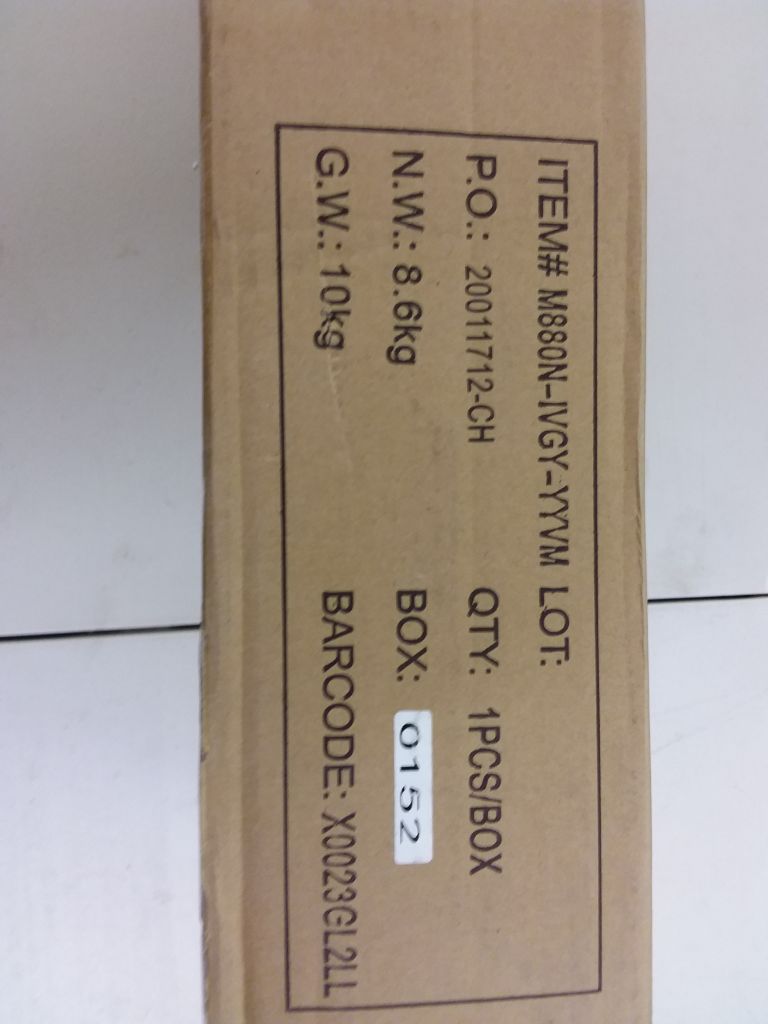 ITEM# M880N-IVGY-YYVM LOT:
P.O.: 20011712-CH QTY: 1PCS/BOX
N.W.: 8.6kg BOX: 0152
G.W.: 10kg BARCODE: X0023GL2LL